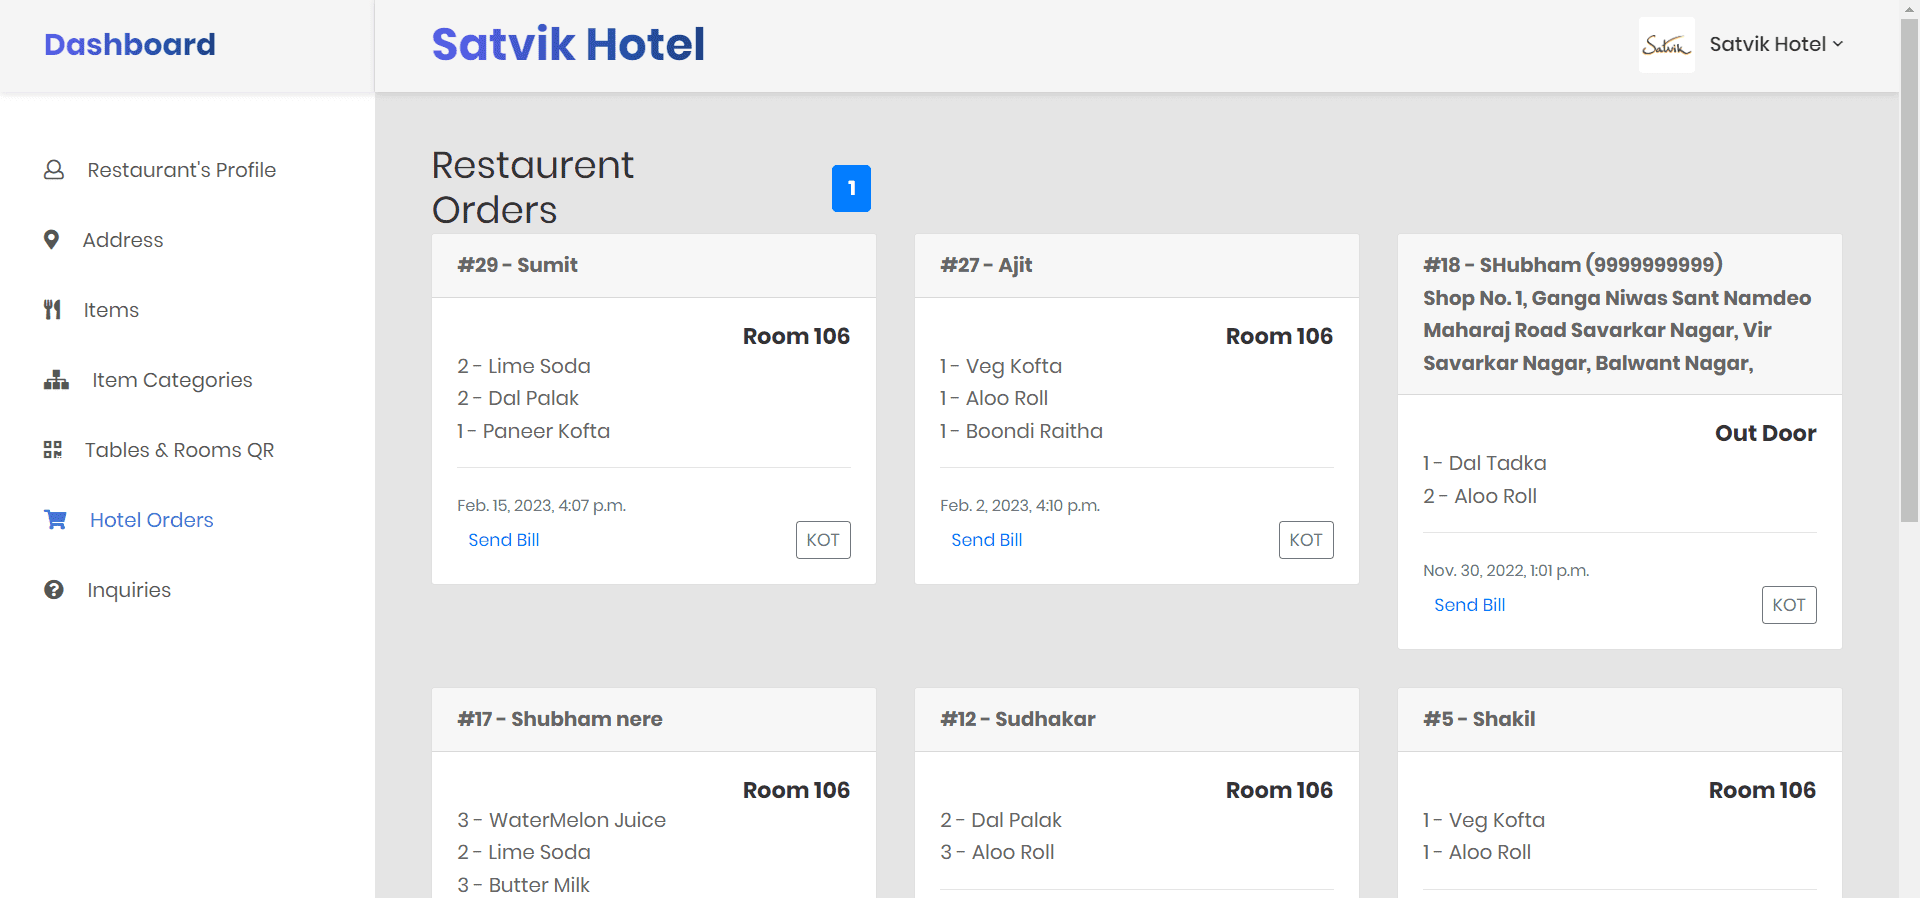 Dashboard
Satvik Hotel
Satvik
Satvik Hotel
Restaurant's Profile
Address
Items
Item Categories
Tables & Rooms QR
Hotel Orders
Inquiries
Restaurent
Orders
1
#29 - Sumit
Room 106
2 - Lime Soda
2 - Dal Palak
1 - Paneer Kofta
Feb. 15, 2023, 4:07 p.m.
Send Bill
KOT
#27 - Ajit
Room 106
1 - Veg Kofta
1 - Aloo Roll
1 - Boondi Raitha
Feb. 2, 2023, 4:10 p.m.
Send Bill
KOT
#18 - SHubham (9999999999)
Shop No. 1, Ganga Niwas Sant Namdeo
Maharaj Road Savarkar Nagar, Vir
Savarkar Nagar, Balwant Nagar,
Out Door
1 - Dal Tadka
2 - Aloo Roll
Nov. 30, 2022, 1:01 p.m.
Send Bill
KOT
#17 - Shubham nere
Room 106
3 - WaterMelon Juice
2 - Lime Soda
3 - Butter Milk
#12 - Sudhakar
Room 106
2 - Dal Palak
3 - Aloo Roll
#5 - Shakil
Room 106
1 - Veg Kofta
1 - Aloo Roll